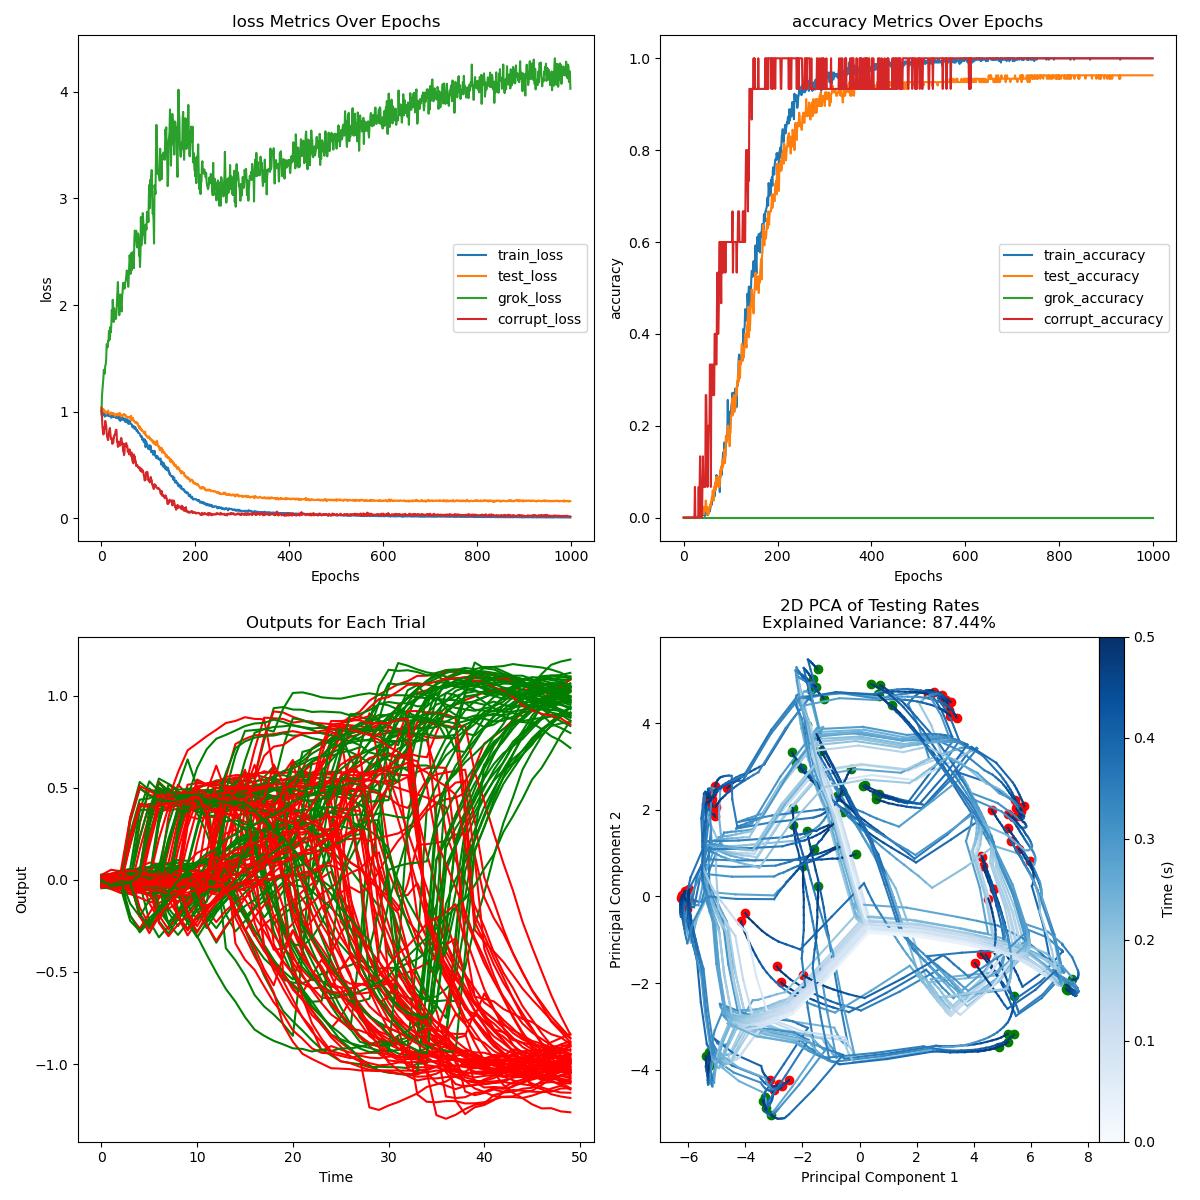 loss Metrics Over Epochs
4
3
2
1
0
loss
train_loss
test_loss
grok_loss
corrupt_loss
0 200 400 600 800 1000
Epochs
accuracy Metrics Over Epochs
1.0
0.8
0.6
0.4
0.2
0.0
accuracy
train_accuracy
test_accuracy
grok_accuracy
corrupt_accuracy
0 200 400 600 800 1000
Epochs
Outputs for Each Trial
1.0
0.5
0.0
−0.5
−1.0
Output
0 10 20 30 40 50
Time
2D PCA of Testing Rates
Explained Variance: 87.44%
4
2
0
−2
−4
Principal Component 2
−6 −4 −2 0 2 4 6 8
Principal Component 1
0.5
0.4
0.3
0.2
0.1
0.0
Time (s)